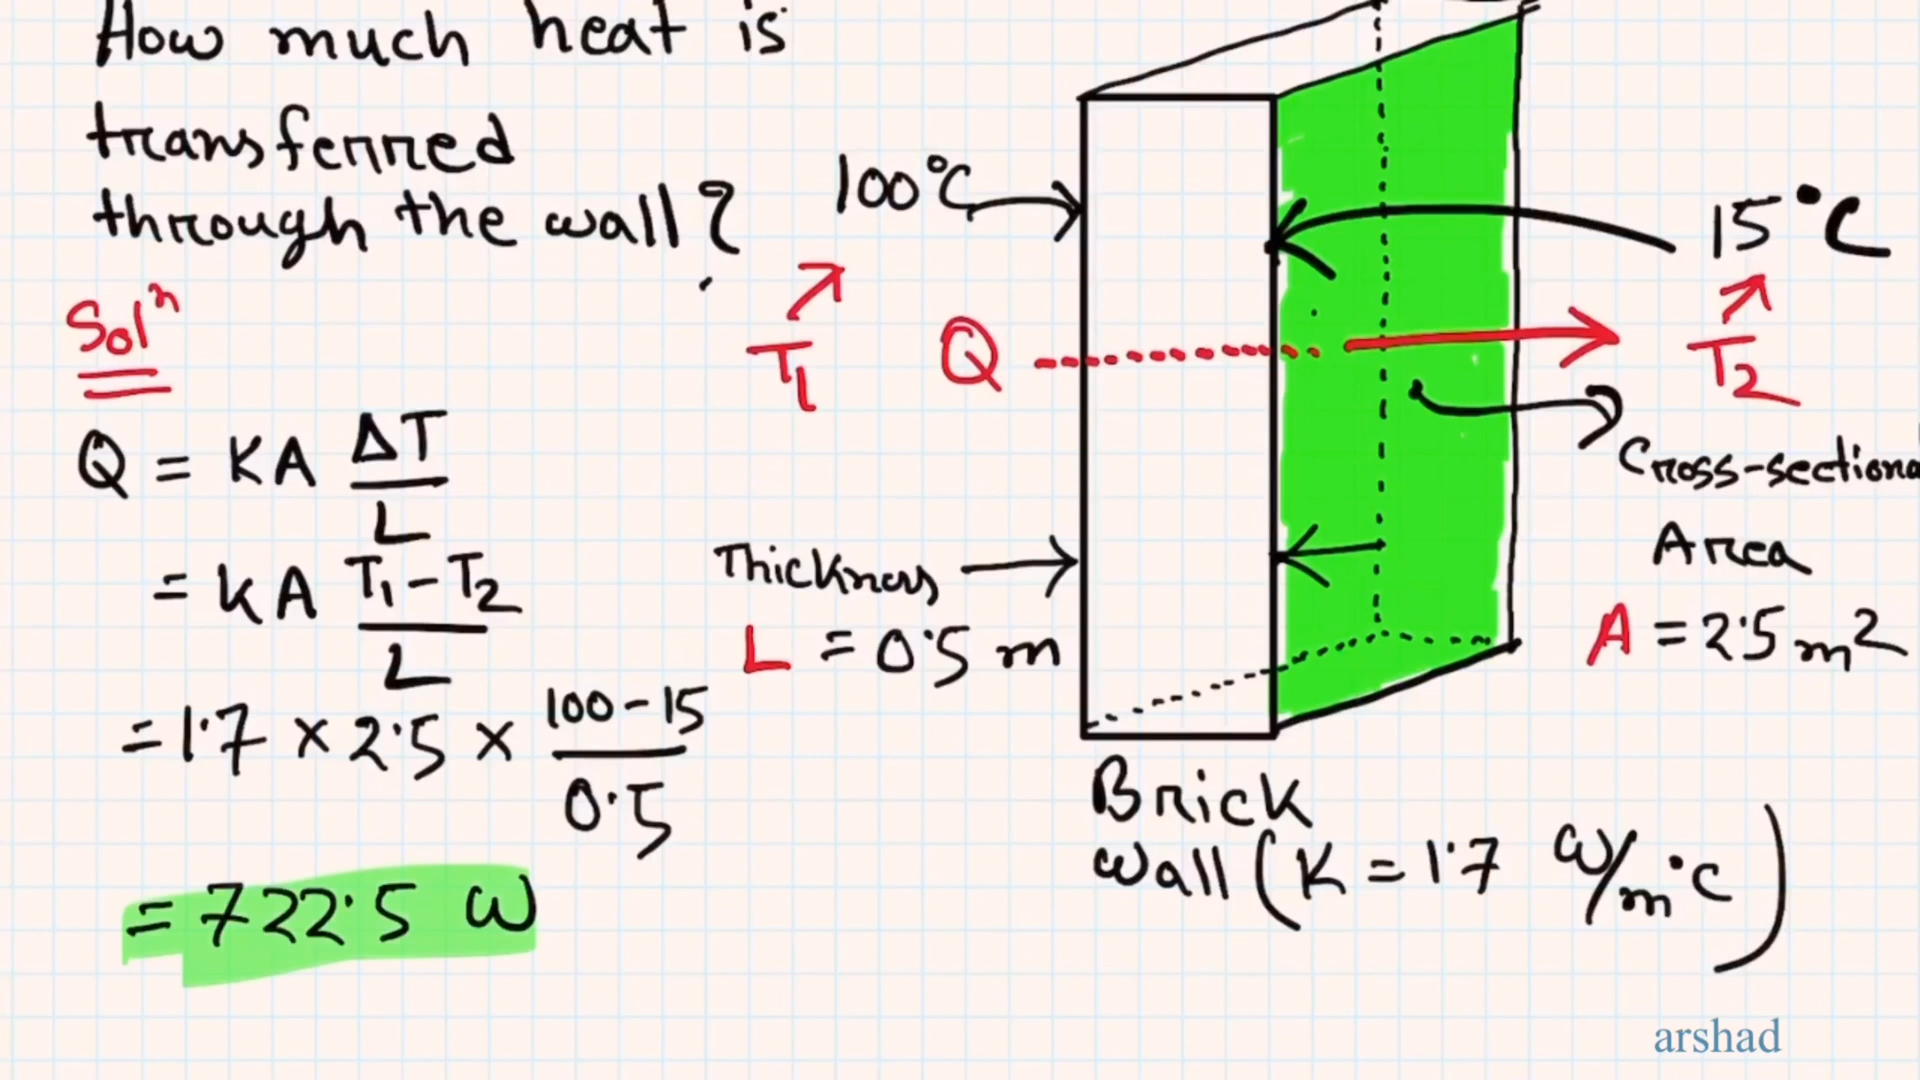 How much heat is
transferred
through the wall?
Solⁿ
Q = KA ΔT/L
= KA T₁-T₂/L
= 1.7 × 2.5 × 100-15/0.5
= 722.5 W
100°C
T₁
Q
15°C
T₂
Thickness
L = 0.5 m
Cross-sectiona
Area
A = 2.5 m²
Brick
wall (K = 1.7 W/m°C)
arshad